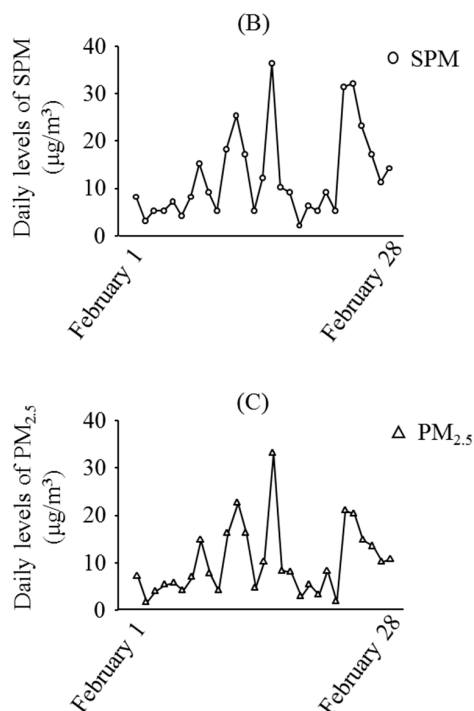 (B)
Daily levels of SPM
(μg/m³)
40
30
20
10
0
SPM
February 1
February 28
(C)
Daily levels of PM₂.₅
(μg/m³)
40
30
20
10
0
PM₂.₅
February 1
February 28